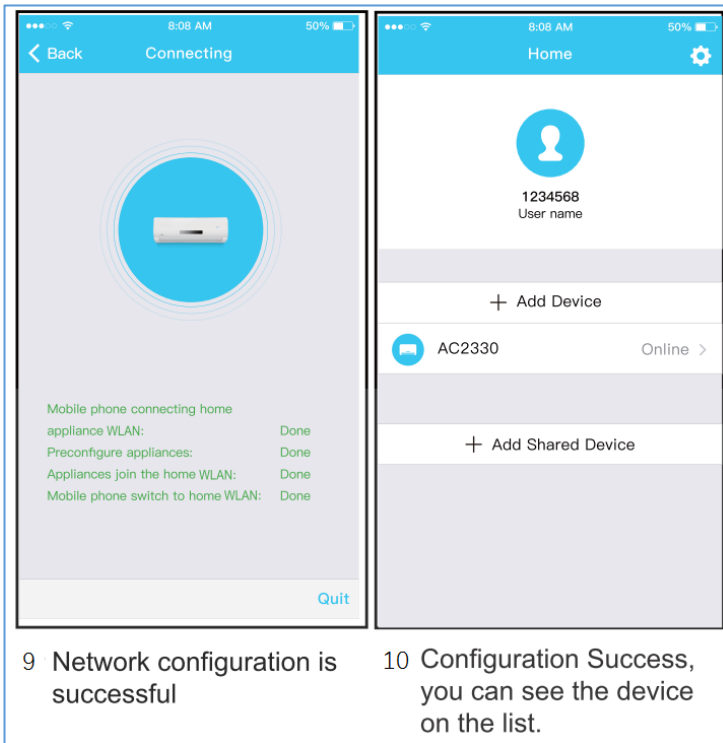 8:08 AM 50%
Back Connecting
Mobile phone connecting home
appliance WLAN: Done
Preconfigure appliances: Done
Appliances join the home WLAN: Done
Mobile phone switch to home WLAN: Done
Quit
9 Network configuration is
successful
8:08 AM 50%
Home
1234568
User name
+ Add Device
AC2330 Online >
+ Add Shared Device
10 Configuration Success,
you can see the device
on the list.